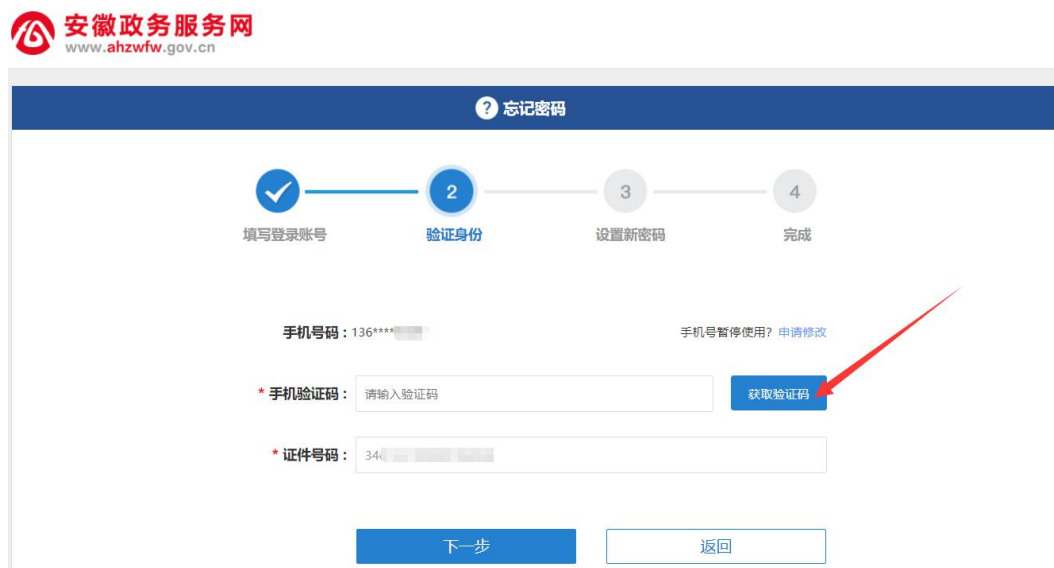 安徽政务服务网
www.ahzwfw.gov.cn
? 忘记密码
2
3
4
填写登录账号
验证身份
设置新密码
完成
手机号码：136****
手机号暂停使用？ 申请修改
* 手机验证码： 请输入验证码
获取验证码
* 证件号码： 34
下一步
返回